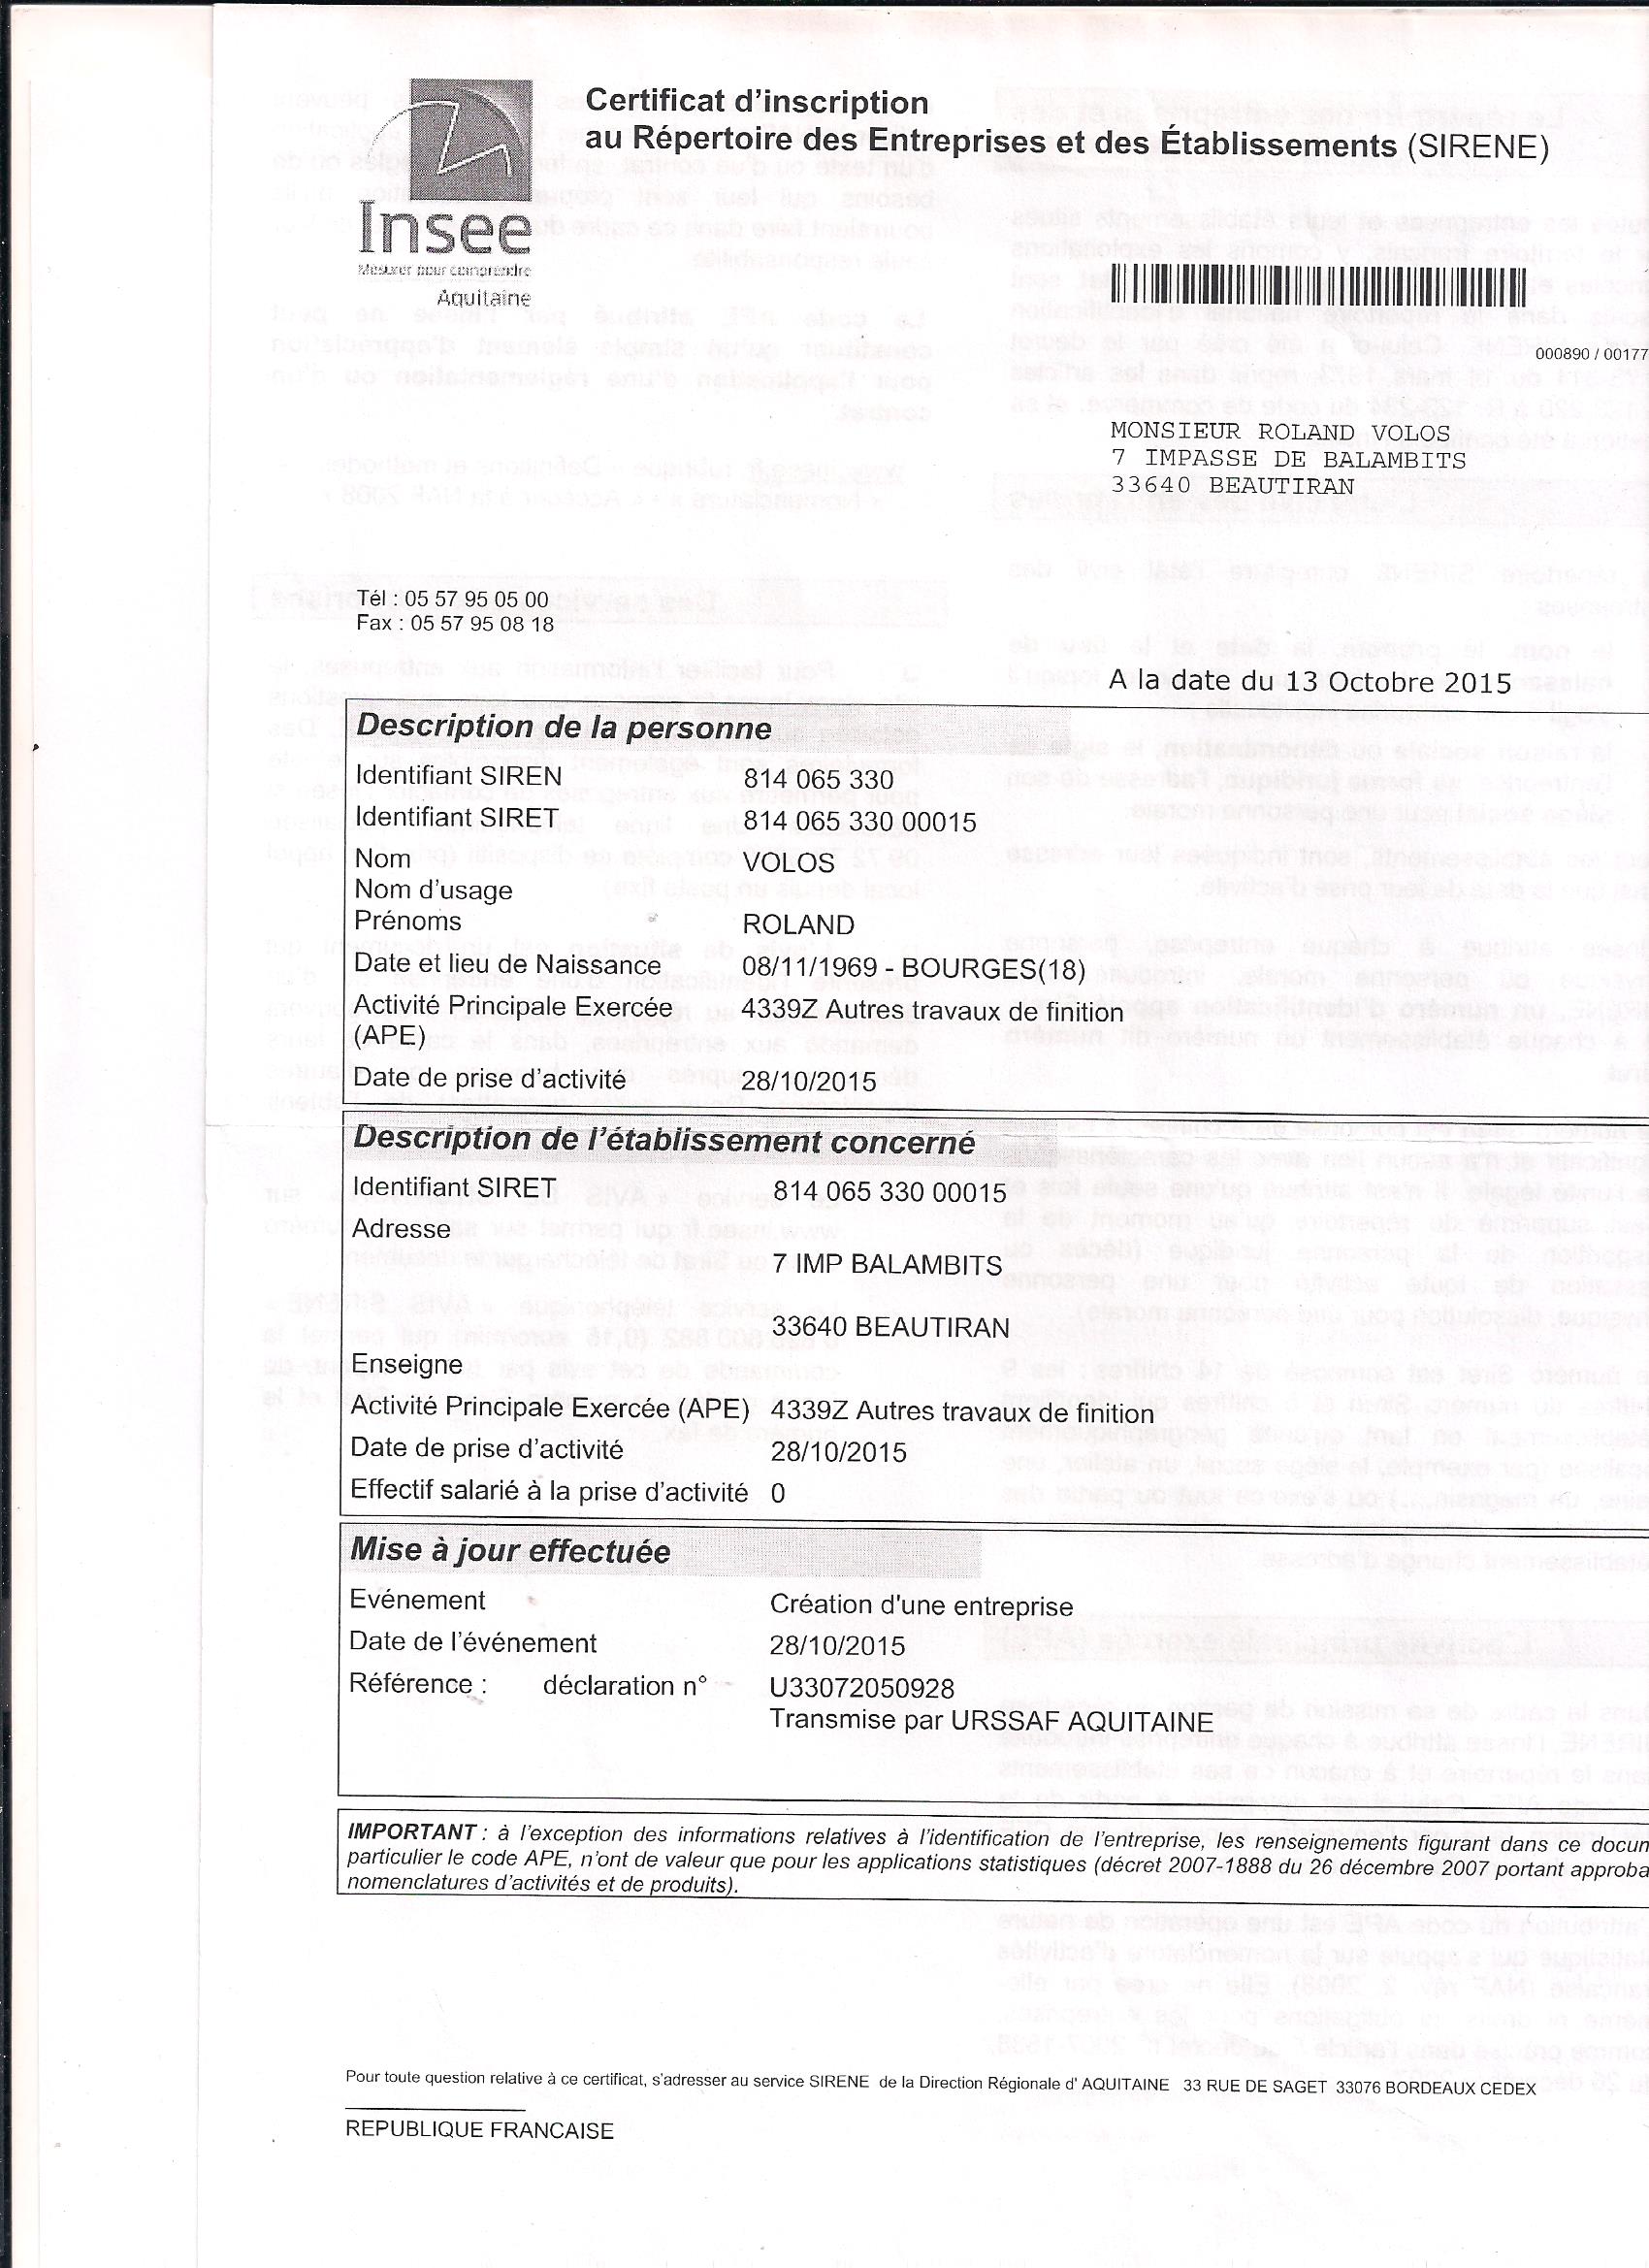 Certificat d'inscription
au Répertoire des Entreprises et des Établissements (SIRENE)
Insee
Mesurer pour comprendre
Aquitaine
000890 / 00177
MONSIEUR ROLAND VOLOS
7 IMPASSE DE BALAMBITS
33640 BEAUTIRAN
Tél : 05 57 95 05 00
Fax : 05 57 95 08 18
A la date du 13 Octobre 2015
Description de la personne
Identifiant SIREN 814 065 330
Identifiant SIRET 814 065 330 00015
Nom VOLOS
Nom d'usage
Prénoms ROLAND
Date et lieu de Naissance 08/11/1969 - BOURGES(18)
Activité Principale Exercée 4339Z Autres travaux de finition
(APE)
Date de prise d'activité 28/10/2015
Description de l'établissement concerné
Identifiant SIRET 814 065 330 00015
Adresse
7 IMP BALAMBITS
33640 BEAUTIRAN
Enseigne
Activité Principale Exercée (APE) 4339Z Autres travaux de finition
Date de prise d'activité 28/10/2015
Effectif salarié à la prise d'activité 0
Mise à jour effectuée
Evénement Création d'une entreprise
Date de l'événement 28/10/2015
Référence : déclaration n° U33072050928
Transmise par URSSAF AQUITAINE
IMPORTANT : à l'exception des informations relatives à l'identification de l'entreprise, les renseignements figurant dans ce docun
particulier le code APE, n'ont de valeur que pour les applications statistiques (décret 2007-1888 du 26 décembre 2007 portant approba
nomenclatures d'activités et de produits).
Pour toute question relative à ce certificat, s'adresser au service SIRENE de la Direction Régionale d' AQUITAINE 33 RUE DE SAGET 33076 BORDEAUX CEDEX
REPUBLIQUE FRANCAISE